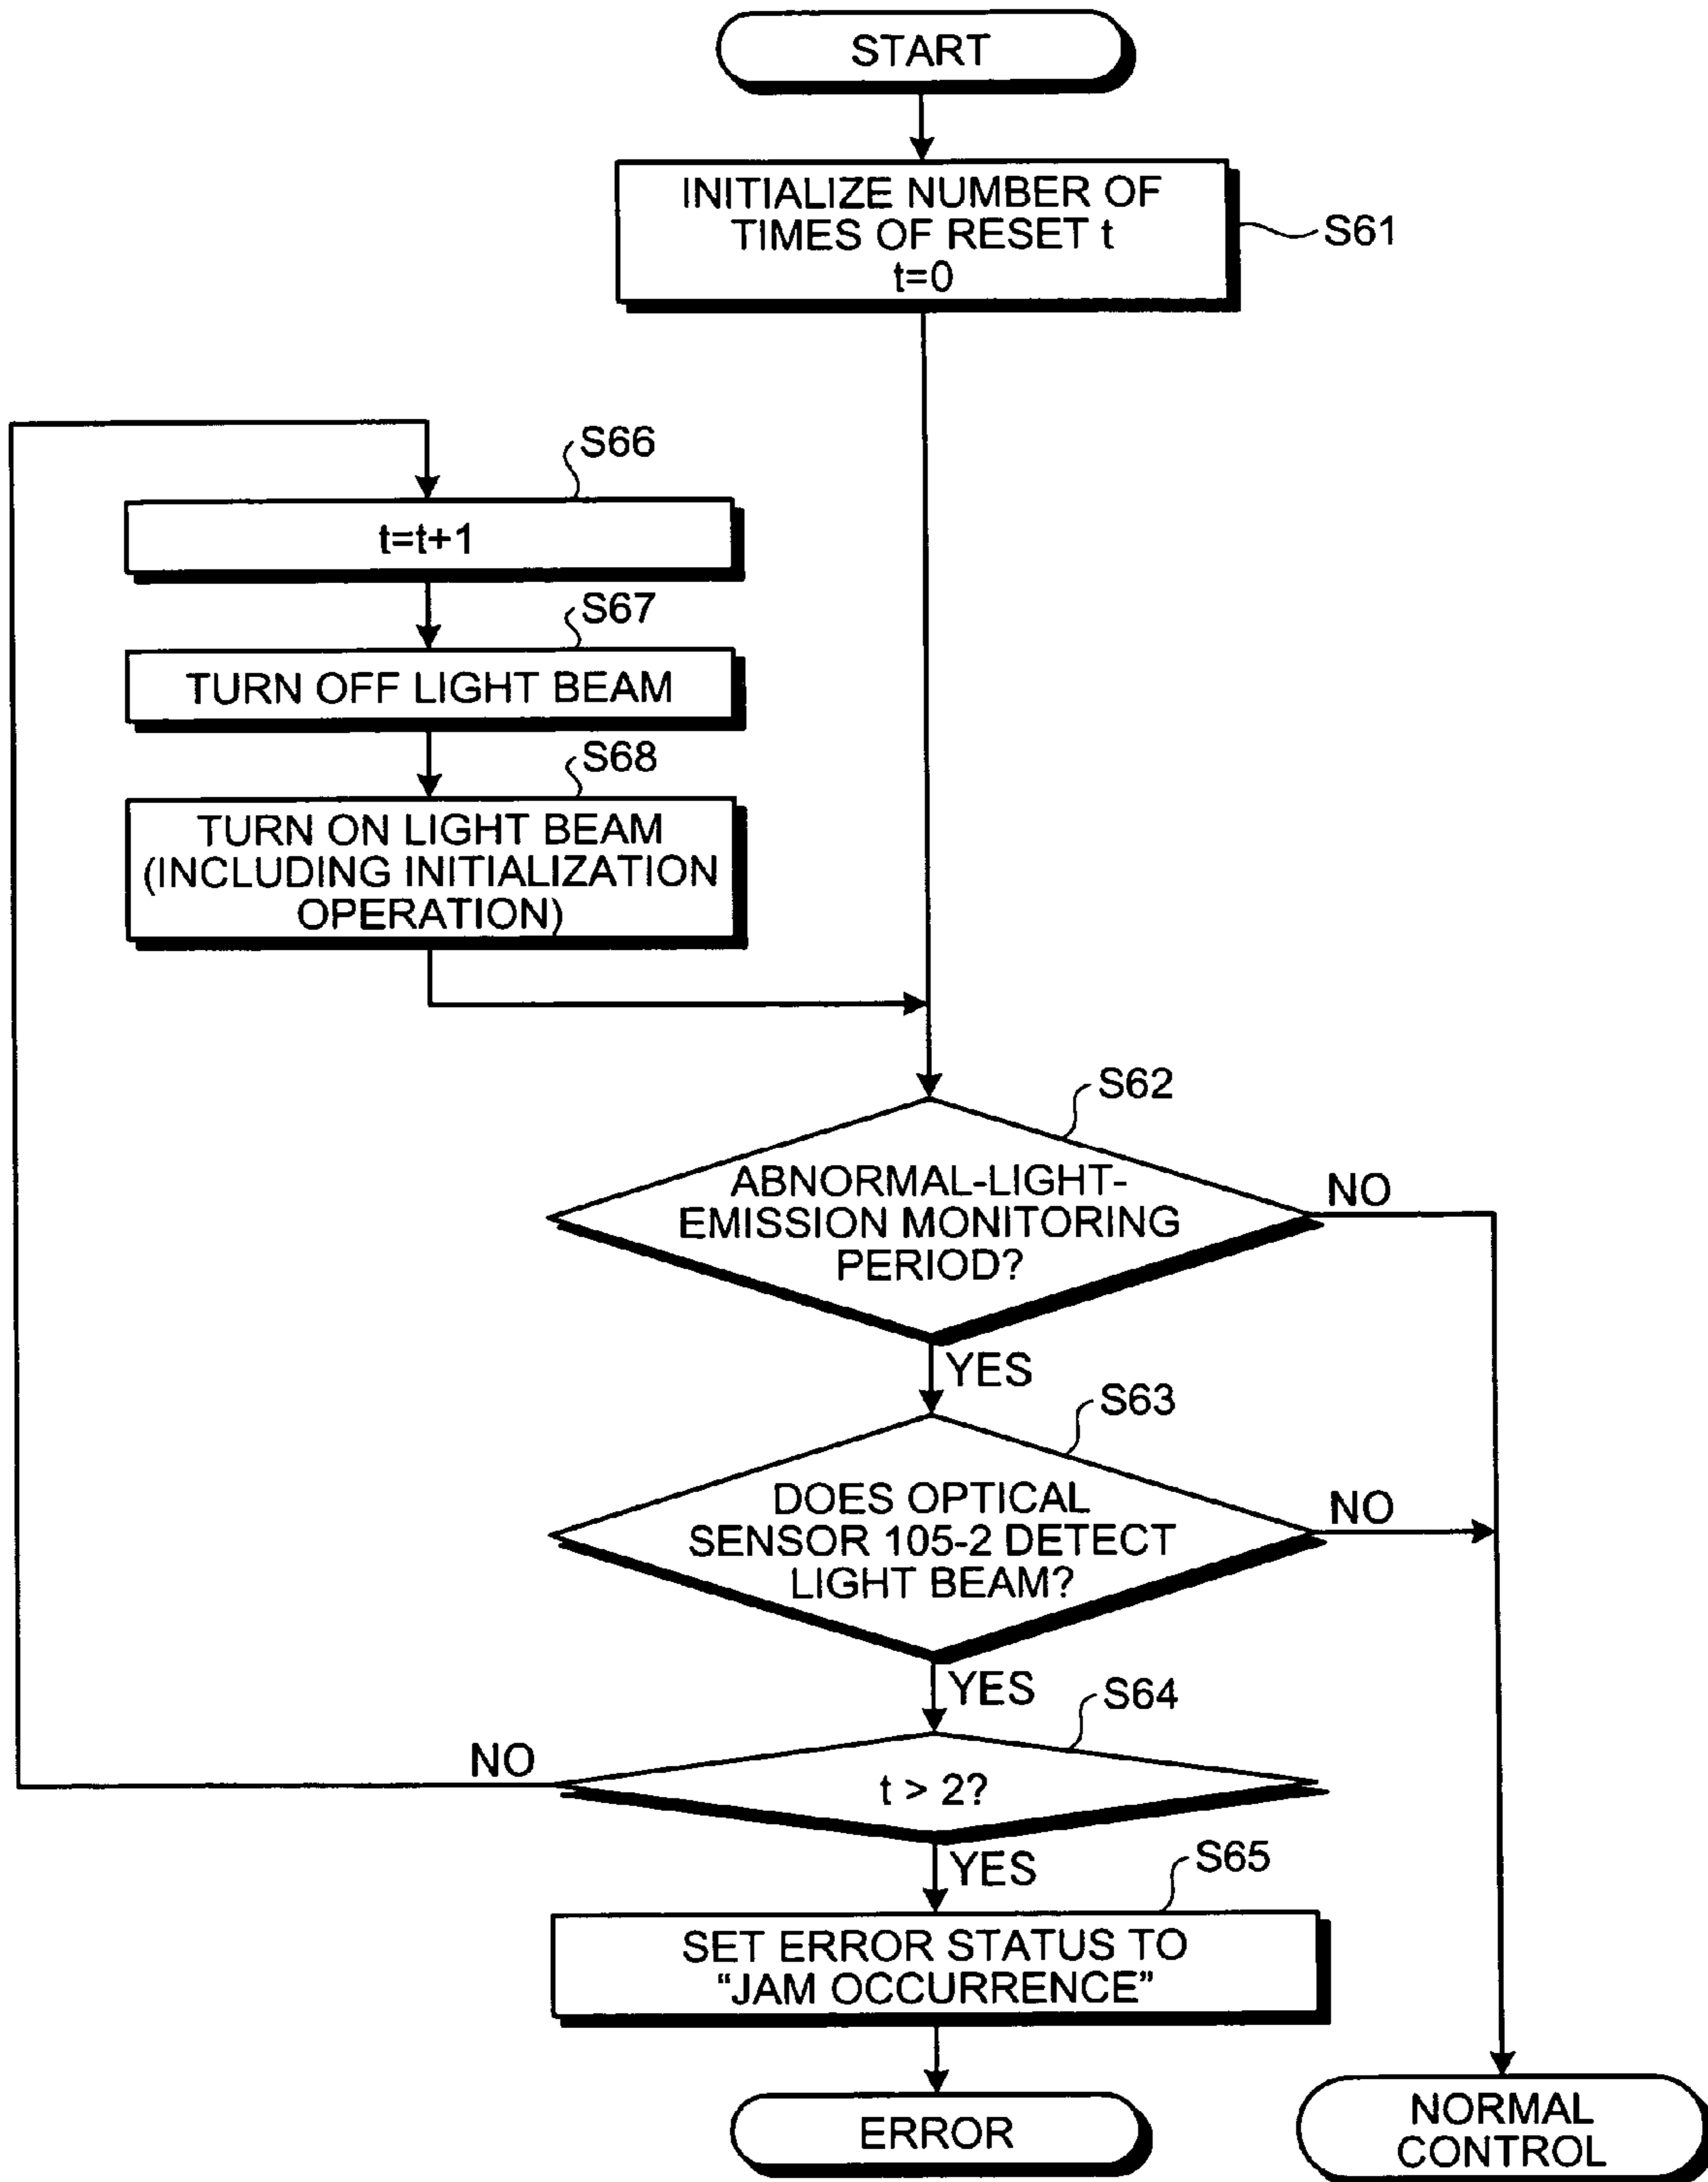 START
INITIALIZE NUMBER OF
TIMES OF RESET t
t=0
S61
S66
t=t+1
S67
TURN OFF LIGHT BEAM
S68
TURN ON LIGHT BEAM
(INCLUDING INITIALIZATION
OPERATION)
S62
ABNORMAL-LIGHT-
EMISSION MONITORING
PERIOD?
NO
YES
S63
DOES OPTICAL
SENSOR 105-2 DETECT
LIGHT BEAM?
NO
YES
S64
NO
t > 2?
YES
S65
SET ERROR STATUS TO
“JAM OCCURRENCE”
ERROR
NORMAL
CONTROL